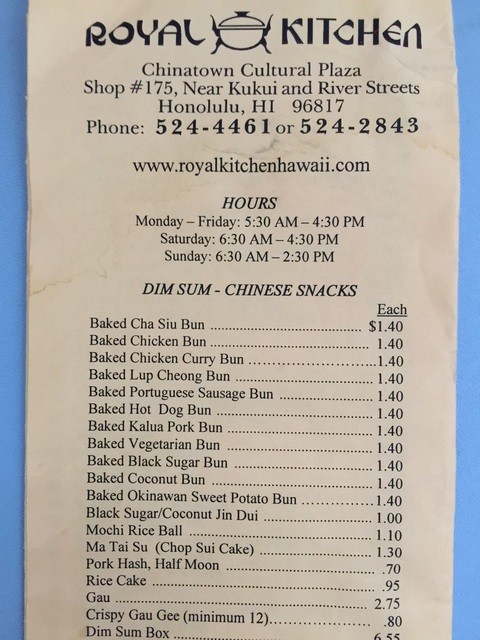 ROYAL KITCHEN
Chinatown Cultural Plaza
Shop #175, Near Kukui and River Streets
Honolulu, HI 96817
Phone: 524-4461 or 524-2843
www.royalkitchenhawaii.com
HOURS
Monday – Friday: 5:30 AM – 4:30 PM
Saturday: 6:30 AM – 4:30 PM
Sunday: 6:30 AM – 2:30 PM
DIM SUM - CHINESE SNACKS
Each
Baked Cha Siu Bun ........................................ $1.40
Baked Chicken Bun ........................................ 1.40
Baked Chicken Curry Bun ..............................1.40
Baked Lup Cheong Bun .................................. 1.40
Baked Portuguese Sausage Bun ........................ 1.40
Baked Hot Dog Bun ........................................ 1.40
Baked Kalua Pork Bun .................................... 1.40
Baked Vegetarian Bun .................................... 1.40
Baked Black Sugar Bun .................................. 1.40
Baked Coconut Bun ........................................ 1.40
Baked Okinawan Sweet Potato Bun .................. 1.40
Black Sugar/Coconut Jin Dui ............................ 1.00
Mochi Rice Ball .............................................. 1.10
Ma Tai Su (Chop Sui Cake) .............................. 1.30
Pork Hash, Half Moon ...................................... .70
Rice Cake ...................................................... .95
Gau .............................................................. 2.75
Crispy Gau Gee (minimum 12).......................... .80
Dim Sum Box .................................................. 6.55